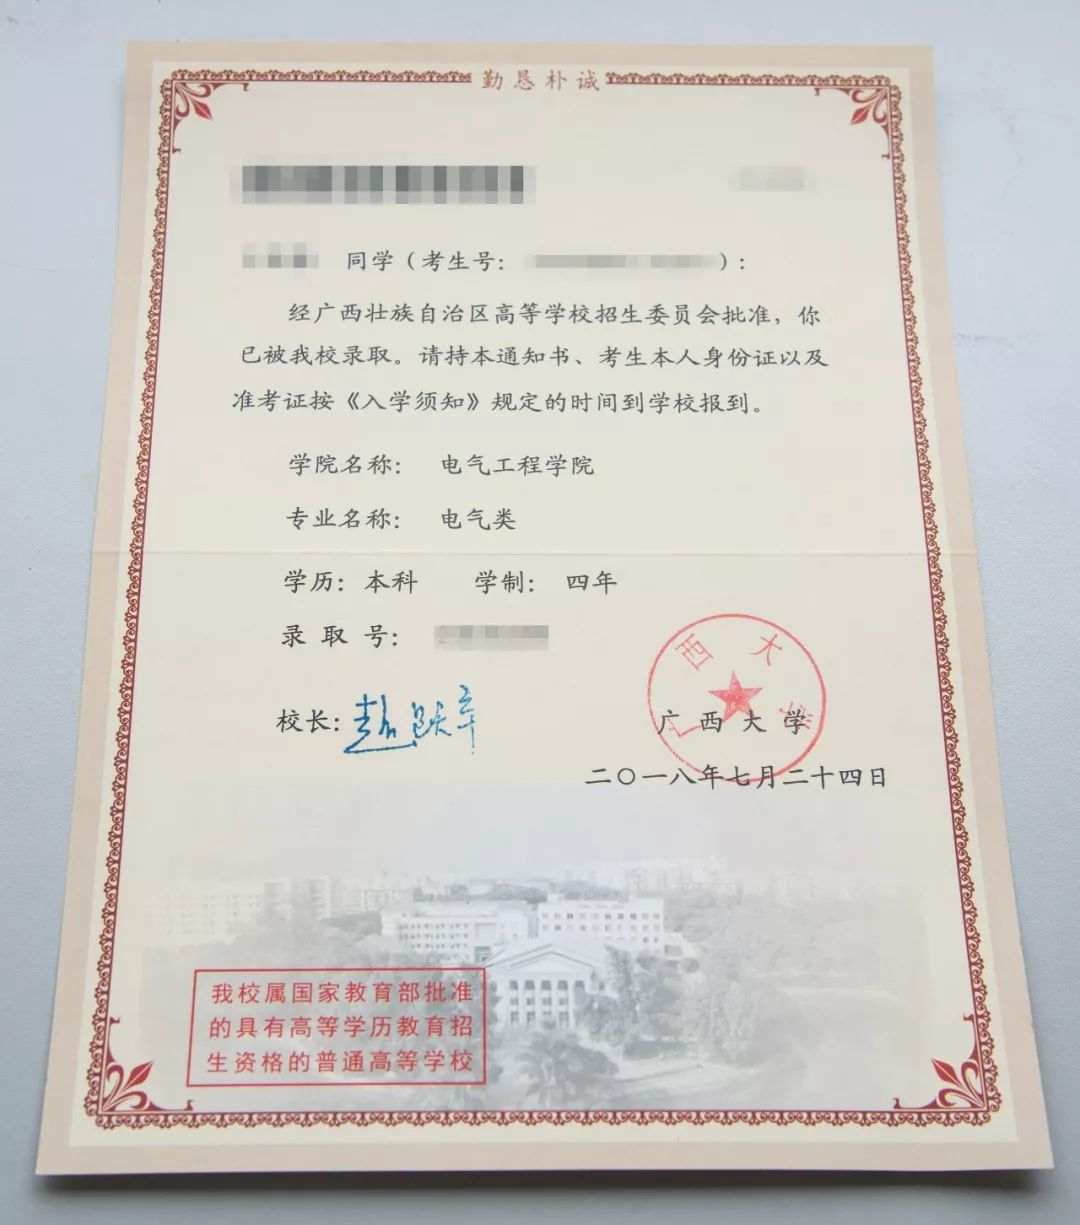 勤恳朴诚
同学（考生号：　）：
经广西壮族自治区高等学校招生委员会批准，你
已被我校录取。请持本通知书、考生本人身份证以及
准考证按《入学须知》规定的时间到学校报到。
学院名称：　电气工程学院
专业名称：　电气类
学历：本科　学制：　四年
录 取 号：
校长：赵跃宇
广西大学
广西大学
二〇一八年七月二十四日
我校属国家教育部批准
的具有高等学历教育招
生资格的普通高等学校